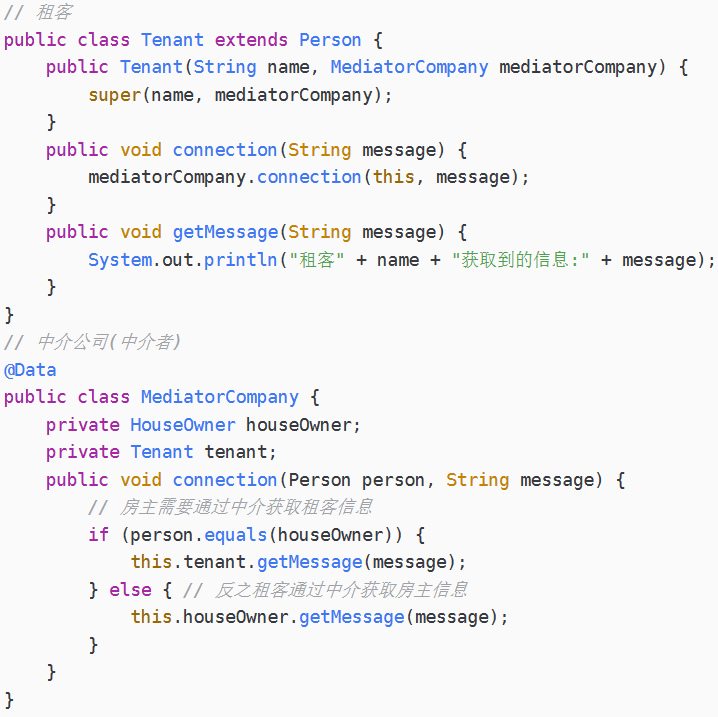 // 租客
public class Tenant extends Person {
    public Tenant(String name, MediatorCompany mediatorCompany) {
        super(name, mediatorCompany);
    }
    public void connection(String message) {
        mediatorCompany.connection(this, message);
    }
    public void getMessage(String message) {
        System.out.println("租客" + name + "获取到的信息:" + message);
    }
}
// 中介公司(中介者)
@Data
public class MediatorCompany {
    private HouseOwner houseOwner;
    private Tenant tenant;
    public void connection(Person person, String message) {
        // 房主需要通过中介获取租客信息
        if (person.equals(houseOwner)) {
            this.tenant.getMessage(message);
        } else { // 反之租客通过中介获取房主信息
            this.houseOwner.getMessage(message);
        }
    }
}